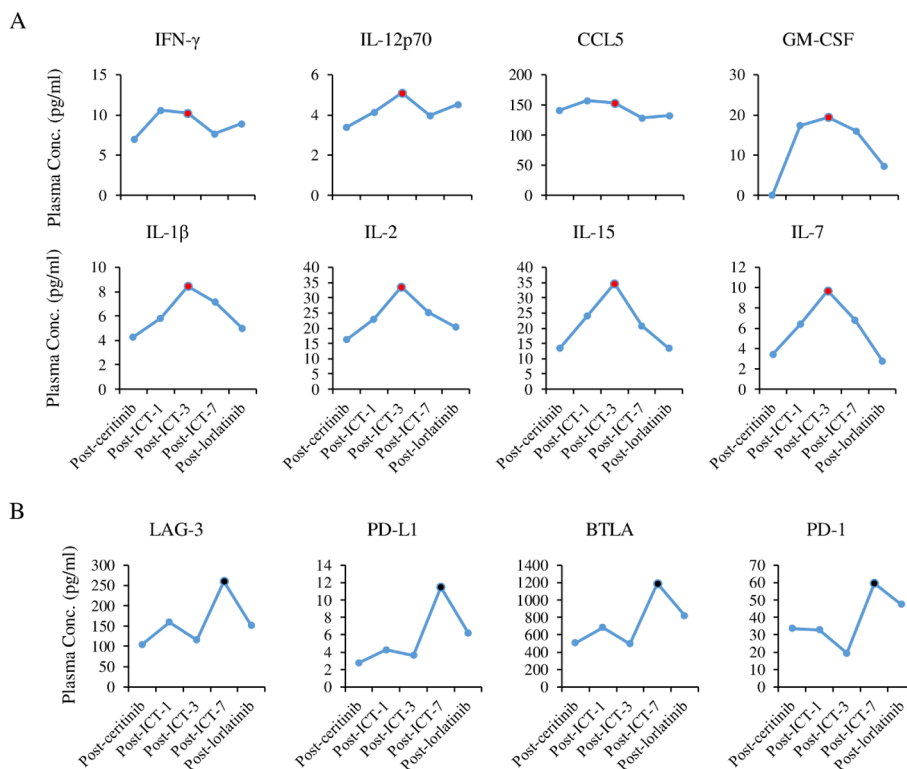 A
IFN-γ IL-12p70 CCL5 GM-CSF
Plasma Conc. (pg/ml)
15 10 5 0
6 4 2 0
200 150 100 50 0
30 20 10 0
IL-1β IL-2 IL-15 IL-7
Plasma Conc. (pg/ml)
10 8 6 4 2 0
40 35 30 25 20 15 10 5 0
40 35 30 25 20 15 10 5 0
12 10 8 6 4 2 0
Post-ceritinib Post-ICT-1 Post-ICT-3 Post-ICT-7 Post-lorlatinib
Post-ceritinib Post-ICT-1 Post-ICT-3 Post-ICT-7 Post-lorlatinib
Post-ceritinib Post-ICT-1 Post-ICT-3 Post-ICT-7 Post-lorlatinib
Post-ceritinib Post-ICT-1 Post-ICT-3 Post-ICT-7 Post-lorlatinib
B
LAG-3 PD-L1 BTLA PD-1
Plasma Conc. (pg/ml)
300 250 200 150 100 50 0
14 12 10 8 6 4 2 0
1400 1200 1000 800 600 400 200 0
70 60 50 40 30 20 10 0
Post-ceritinib Post-ICT-1 Post-ICT-3 Post-ICT-7 Post-lorlatinib
Post-ceritinib Post-ICT-1 Post-ICT-3 Post-ICT-7 Post-lorlatinib
Post-ceritinib Post-ICT-1 Post-ICT-3 Post-ICT-7 Post-lorlatinib
Post-ceritinib Post-ICT-1 Post-ICT-3 Post-ICT-7 Post-lorlatinib